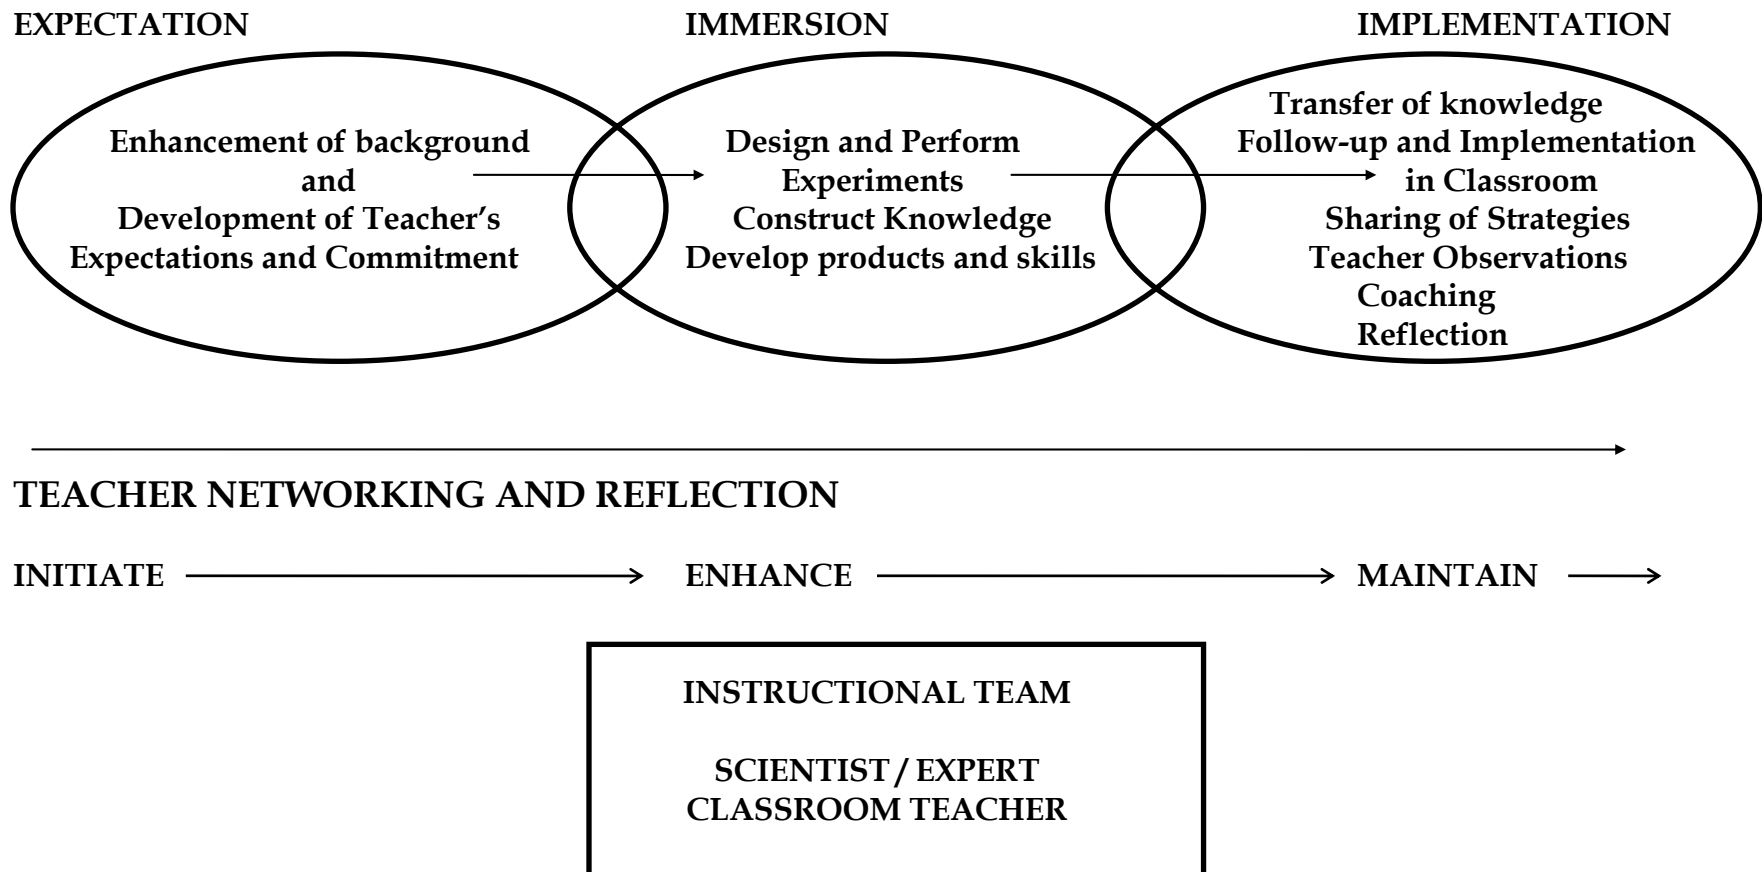 EXPECTATION
IMMERSION
IMPLEMENTATION
Enhancement of background
and
Development of Teacher’s
Expectations and Commitment
Design and Perform
Experiments
Construct Knowledge
Develop products and skills
Transfer of knowledge
Follow-up and Implementation
in Classroom
Sharing of Strategies
Teacher Observations
Coaching
Reflection
TEACHER NETWORKING AND REFLECTION
INITIATE
ENHANCE
MAINTAIN
INSTRUCTIONAL TEAM
SCIENTIST / EXPERT
CLASSROOM TEACHER